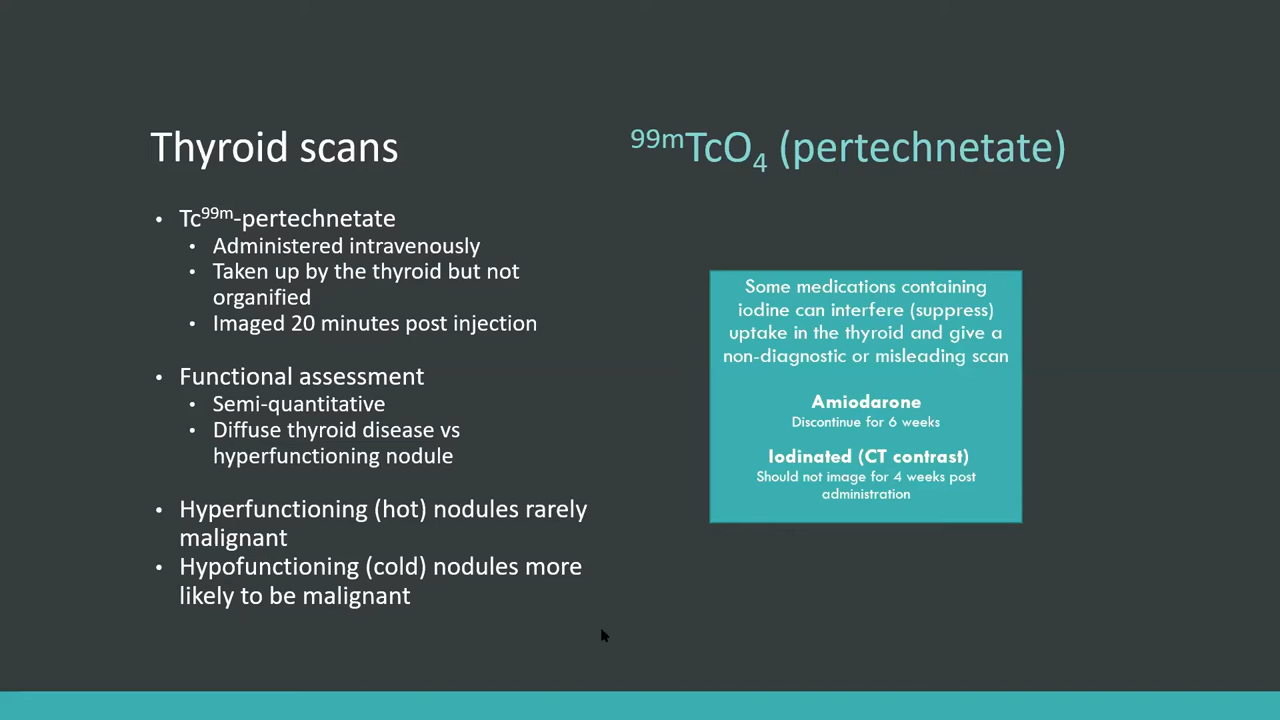 Thyroid scans
• Tc⁹⁹ᵐ-pertechnetate
• Administered intravenously
• Taken up by the thyroid but not
organified
• Imaged 20 minutes post injection
• Functional assessment
• Semi-quantitative
• Diffuse thyroid disease vs
hyperfunctioning nodule
• Hyperfunctioning (hot) nodules rarely
malignant
• Hypofunctioning (cold) nodules more
likely to be malignant
⁹⁹ᵐTcO₄ (pertechnetate)
Some medications containing
iodine can interfere (suppress)
uptake in the thyroid and give a
non-diagnostic or misleading scan
Amiodarone
Discontinue for 6 weeks
Iodinated (CT contrast)
Should not image for 4 weeks post
administration